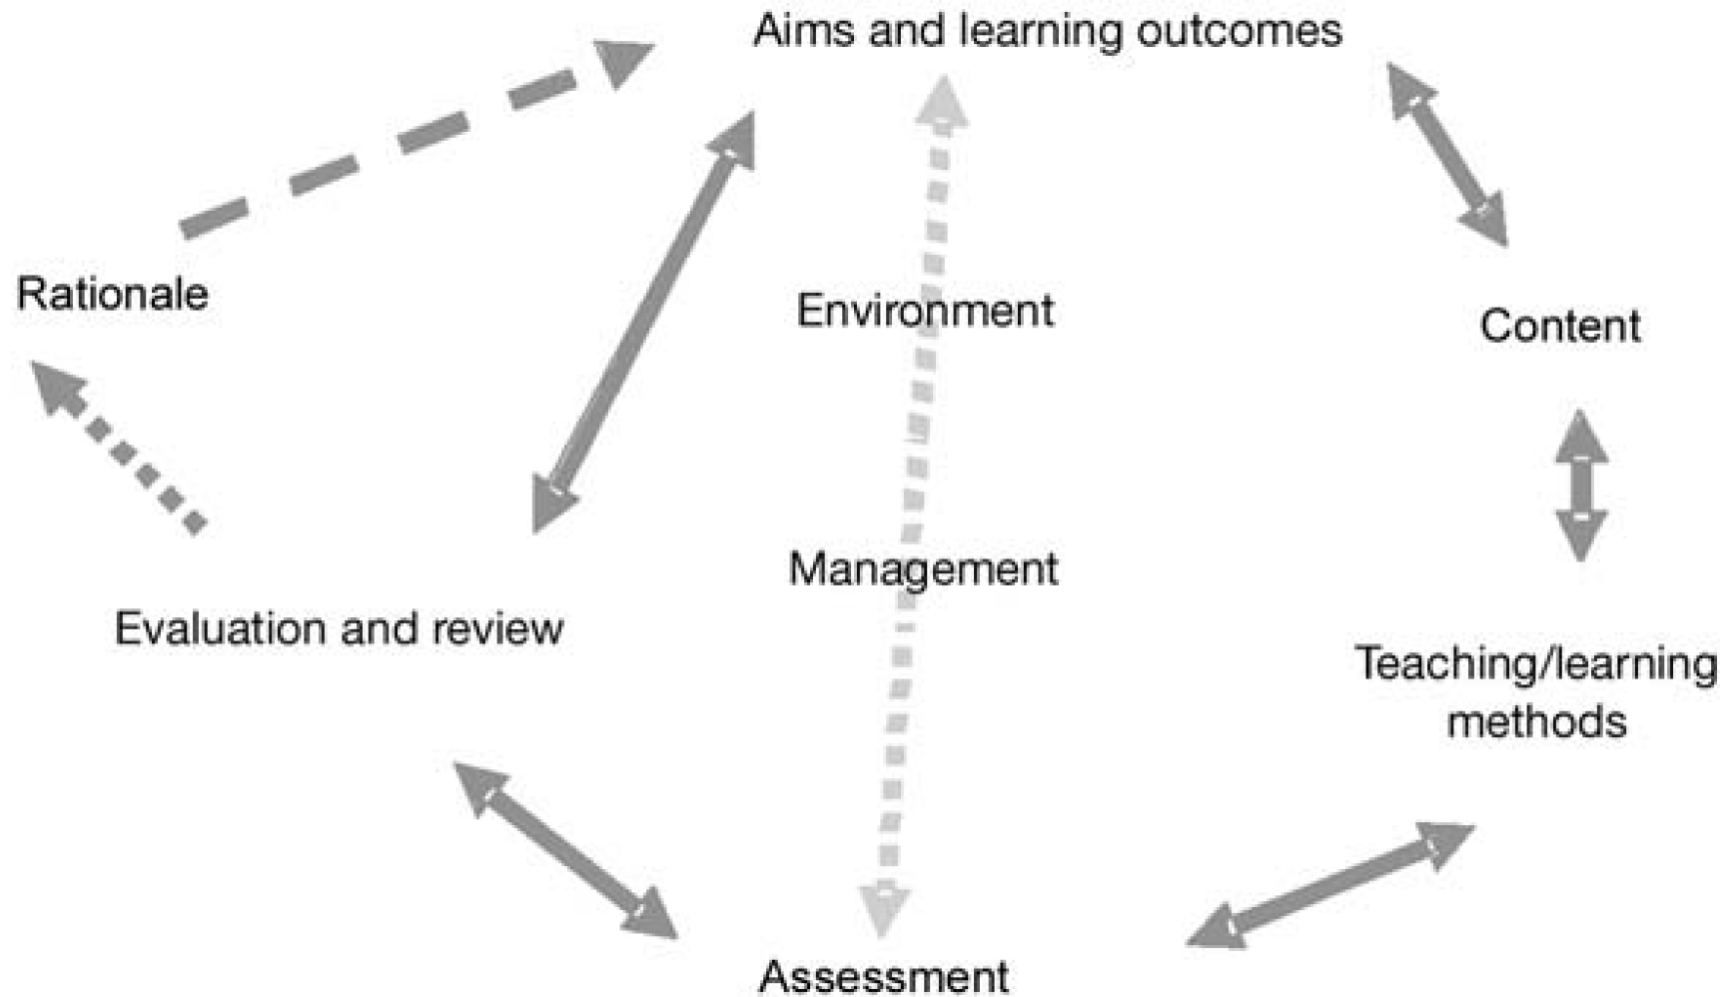 Aims and learning outcomes
Rationale
Environment
Content
Management
Evaluation and review
Teaching/learning
methods
Assessment